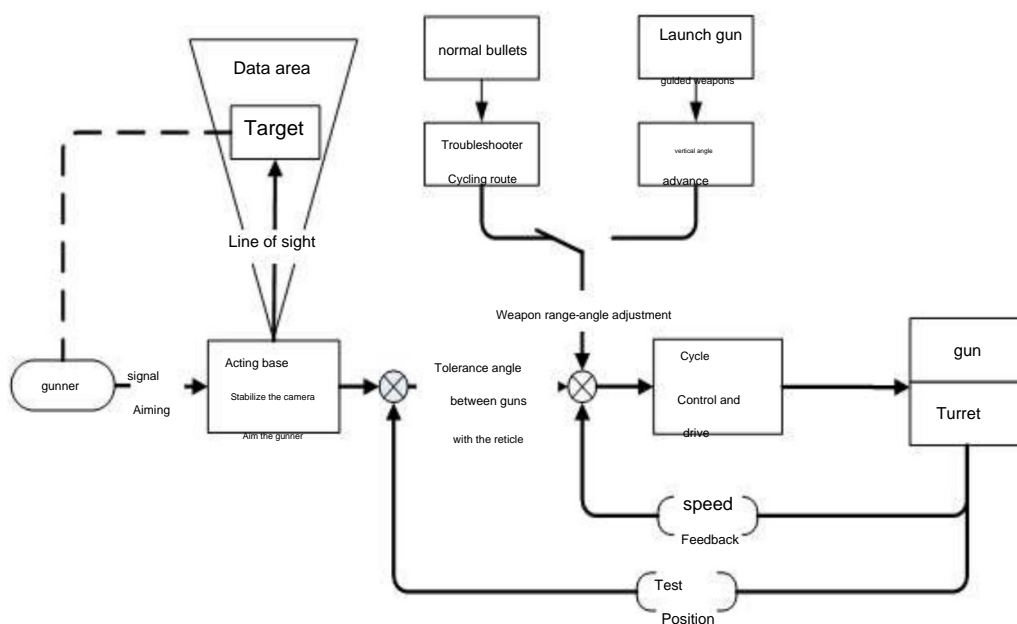 normal bullets
Launch gun
guided weapons
Data area
Target
Troubleshooter
Cycling route
vertical angle
advance
Line of sight
Weapon range-angle adjustment
gunner
signal
Aiming
Acting base
Stabilize the camera
Aim the gunner
Tolerance angle
between guns
with the reticle
Cycle
Control and
drive
gun
Turret
speed
Feedback
Test
Position